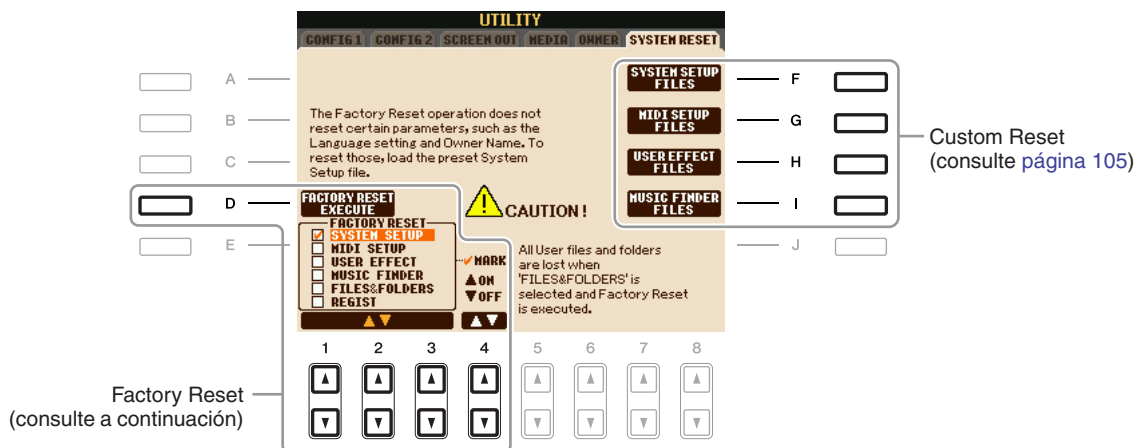 UTILITY
CONFIG 1 CONFIG 2 SCREEN OUT MEDIA OWNER SYSTEM RESET
A
B
C
D
E
The Factory Reset operation does not
reset certain parameters, such as the
Language setting and Owner Name. To
reset those, load the preset System
Setup file.
SYSTEM SETUP
FILES
MIDI SETUP
FILES
USER EFFECT
FILES
MUSIC FINDER
FILES
F
G
H
I
J
Custom Reset
(consulte página 105)
FACTORY RESET
EXECUTE
CAUTION!
FACTORY RESET
SYSTEM SETUP
MIDI SETUP
USER EFFECT
MUSIC FINDER
FILES&FOLDERS
REGIST
MARK
▲ON
▼OFF
All User files and folders
are lost when
'FILES&FOLDERS' is
selected and Factory Reset
is executed.
1 2 3 4 5 6 7 8
Factory Reset
(consulte a continuación)